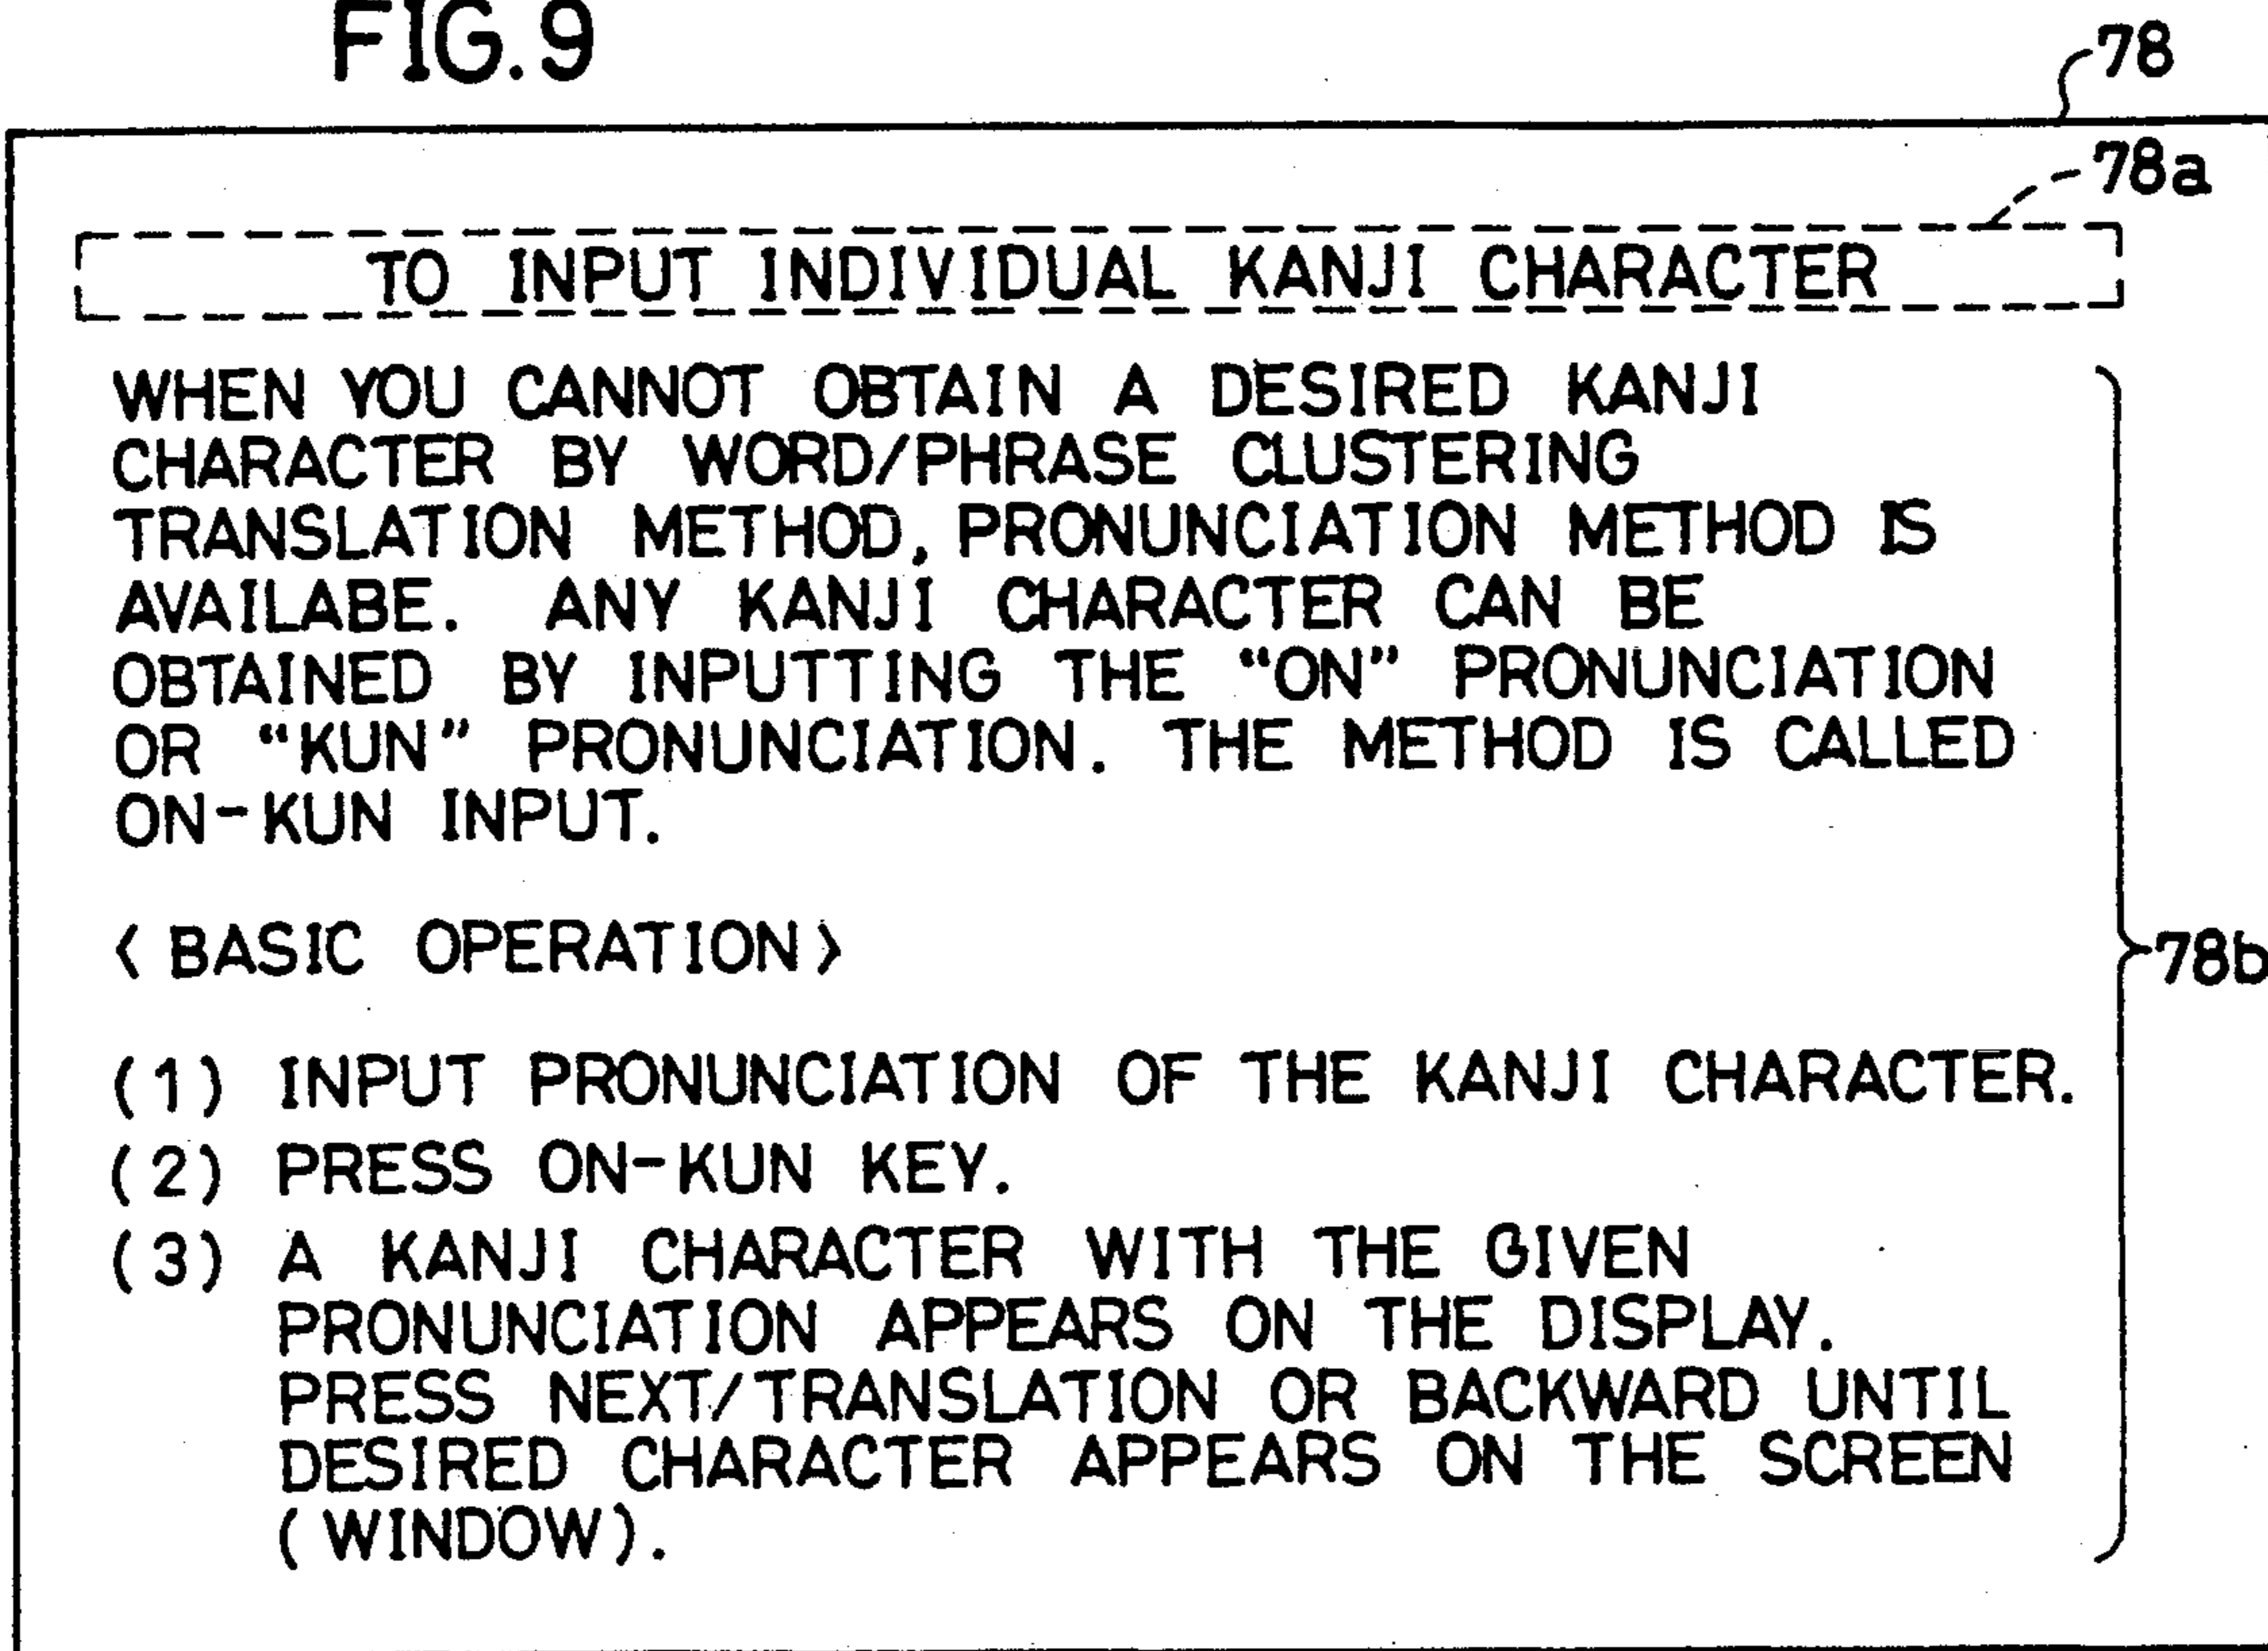 FIG.9
78
78a
TO INPUT INDIVIDUAL KANJI CHARACTER
WHEN YOU CANNOT OBTAIN A DESIRED KANJI
CHARACTER BY WORD/PHRASE CLUSTERING
TRANSLATION METHOD, PRONUNCIATION METHOD IS
AVAILABE. ANY KANJI CHARACTER CAN BE
OBTAINED BY INPUTTING THE “ON” PRONUNCIATION
OR “KUN” PRONUNCIATION. THE METHOD IS CALLED
ON-KUN INPUT.
〈BASIC OPERATION〉
78b
(1) INPUT PRONUNCIATION OF THE KANJI CHARACTER.
(2) PRESS ON-KUN KEY.
(3) A KANJI CHARACTER WITH THE GIVEN
PRONUNCIATION APPEARS ON THE DISPLAY.
PRESS NEXT/TRANSLATION OR BACKWARD UNTIL
DESIRED CHARACTER APPEARS ON THE SCREEN
(WINDOW).